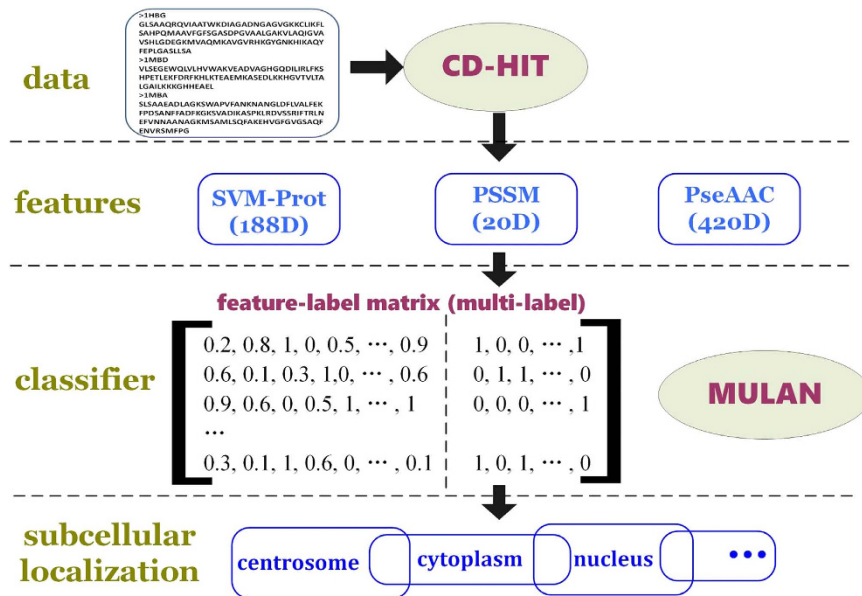 >1HBG
GLSAAQRQVIAATWKDIAGADNGAGVGKKCLIKFL
SAHPQMAAVFGFSGASDPGVAALGAKVLAQIGVA
VSHLGDEGKMVAQMKAVGVRHKGYGNKHIKAQY
FEPLGASLLSA
>1MBD
VLSEGEWQLVLHVWAKVEADVAGHGQDILIRLFKS
HPETLEKFDRFKHLKTEAEMKASEDLKKHGVTVLTA
LGAILKKKGHHEAEL
>1MBA
SLSAAEADLAGKSWAPVFANKNANGLDFLVALFEK
FPDSANFFADFKGKSVADIKASPKLRDVSSRIFTRLN
EFVNNAANAGKMSAMLSQFAKEHVGFGVGSAQF
ENVRSMFPG
data
CD-HIT
features
SVM-Prot
(188D)
PSSM
(20D)
PseAAC
(420D)
feature-label matrix (multi-label)
classifier
0.2, 0.8, 1, 0, 0.5, ⋯, 0.9 1, 0, 0, ⋯ ,1
0.6, 0.1, 0.3, 1,0, ⋯ , 0.6 0, 1, 1, ⋯ , 0
0.9, 0.6, 0, 0.5, 1, ⋯ , 1 0, 0, 0, ⋯ , 1
⋯
0.3, 0.1, 1, 0.6, 0, ⋯ , 0.1 1, 0, 1, ⋯ , 0
MULAN
subcellular
localization
centrosome cytoplasm nucleus •••